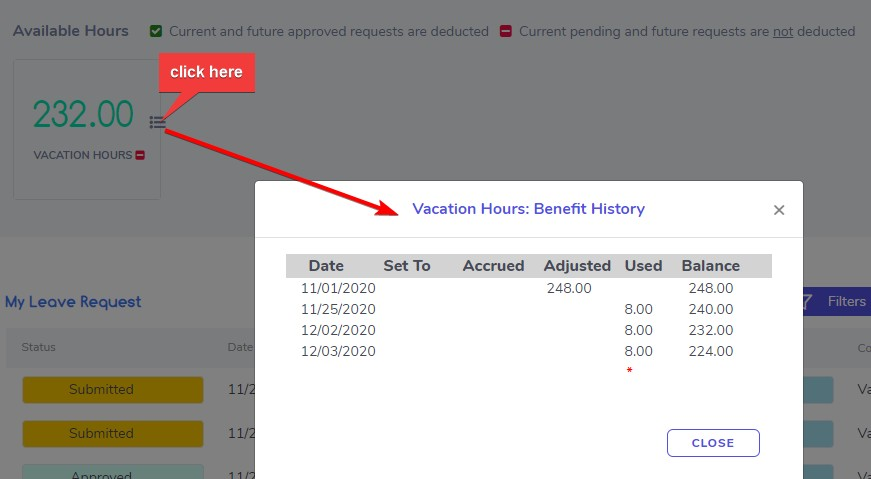 Available Hours Current and future approved requests are deducted Current pending and future requests are not deducted
click here
232.00
VACATION HOURS
Vacation Hours: Benefit History ×
Date Set To Accrued Adjusted Used Balance
11/01/2020 248.00 248.00
11/25/2020 8.00 240.00
12/02/2020 8.00 232.00
12/03/2020 8.00 224.00
*
My Leave Request Filters
Status Date Co
Submitted 11/2 Va
Submitted 11/2 Va
CLOSE
Approved 11/2 Va